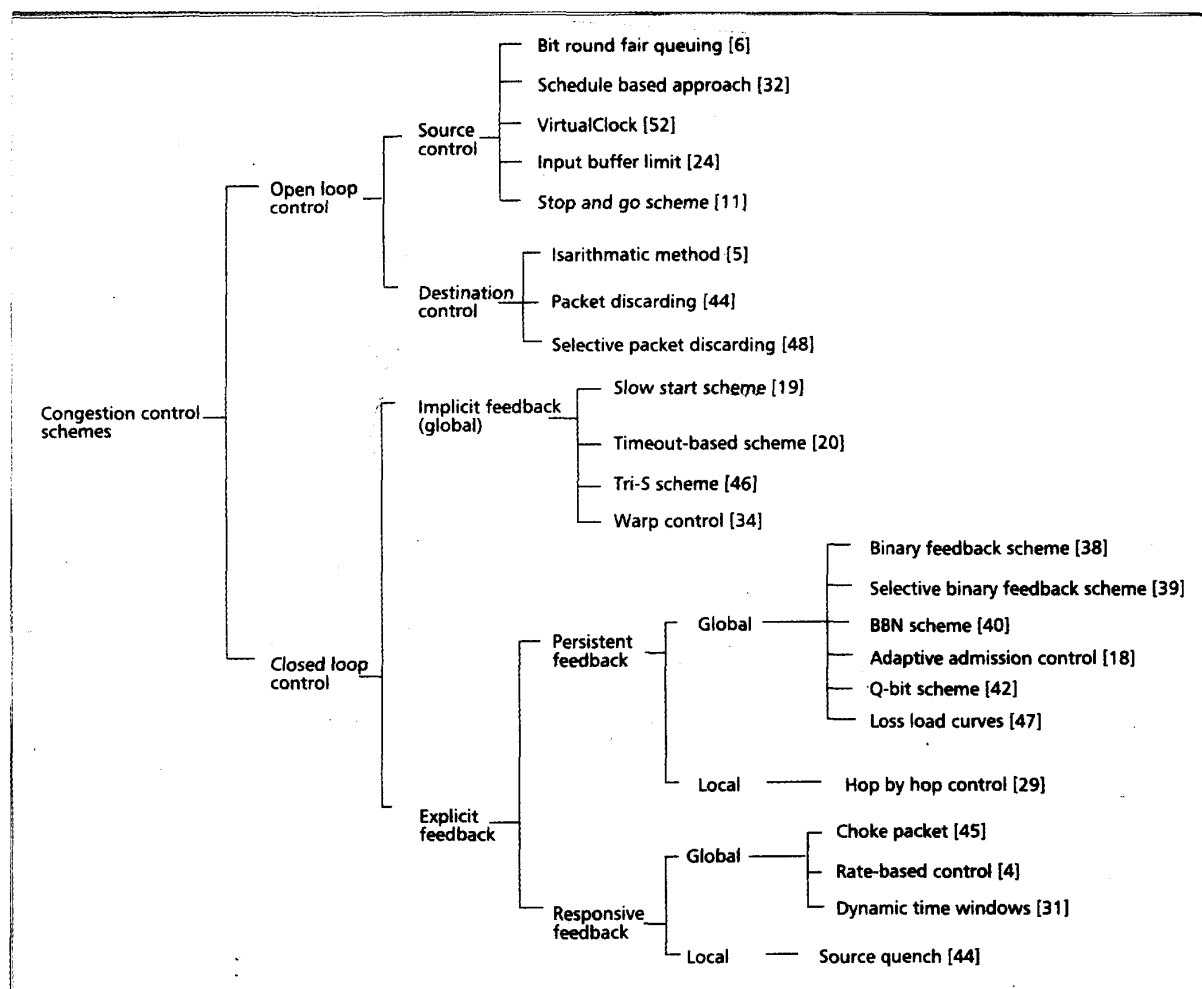 Bit round fair queuing [6]
Schedule based approach [32]
Source
control
VirtualClock [52]
Input buffer limit [24]
Open loop
control
Stop and go scheme [11]
Isarithmatic method [5]
Destination
control
Packet discarding [44]
Selective packet discarding [48]
Congestion control
schemes
Implicit feedback
(global)
Slow start scheme [19]
Timeout-based scheme [20]
Tri-S scheme [46]
Warp control [34]
Closed loop
control
Explicit
feedback
Persistent
feedback
Global
Binary feedback scheme [38]
Selective binary feedback scheme [39]
BBN scheme [40]
Adaptive admission control [18]
Q-bit scheme [42]
Loss load curves [47]
Local
Hop by hop control [29]
Responsive
feedback
Global
Choke packet [45]
Rate-based control [4]
Dynamic time windows [31]
Local
Source quench [44]